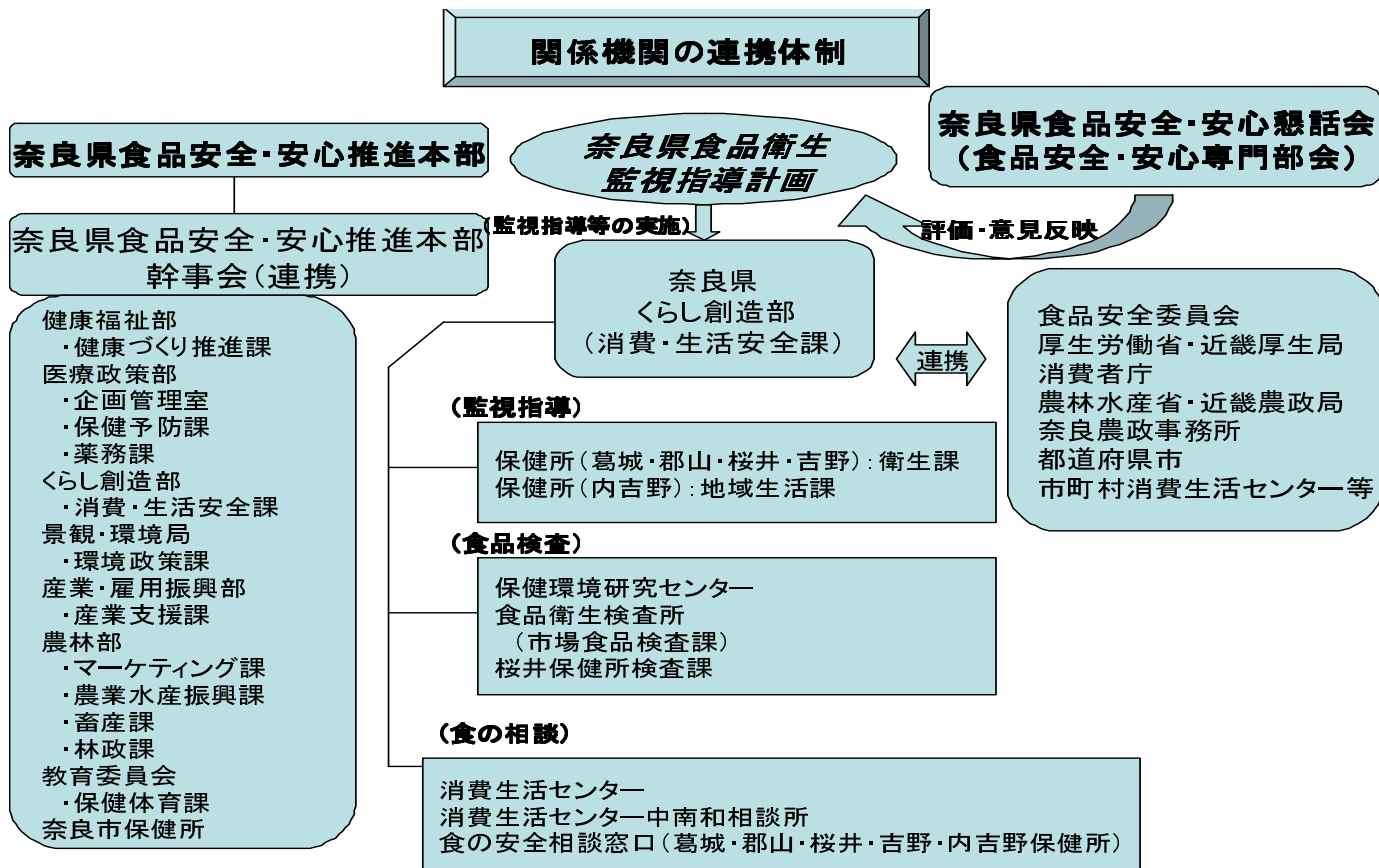 関係機関の連携体制
奈良県食品安全・安心推進本部
奈良県食品安全・安心推進本部
幹事会(連携)
健康福祉部
・健康づくり推進課
医療政策部
・企画管理室
・保健予防課
・薬務課
くらし創造部
・消費・生活安全課
景観・環境局
・環境政策課
産業・雇用振興部
・産業支援課
農林部
・マーケティング課
・農業水産振興課
・畜産課
・林政課
教育委員会
・保健体育課
奈良市保健所
奈良県食品衛生
監視指導計画
(監視指導等の実施)
奈良県
くらし創造部
(消費・生活安全課)
奈良県食品安全・安心懇話会
(食品安全・安心専門部会)
評価・意見反映
連携
食品安全委員会
厚生労働省・近畿厚生局
消費者庁
農林水産省・近畿農政局
奈良農政事務所
都道府県市
市町村消費生活センター等
(監視指導)
保健所(葛城・郡山・桜井・吉野):衛生課
保健所(内吉野):地域生活課
(食品検査)
保健環境研究センター
食品衛生検査所
(市場食品検査課)
桜井保健所検査課
(食の相談)
消費生活センター
消費生活センター中南和相談所
食の安全相談窓口(葛城・郡山・桜井・吉野・内吉野保健所)